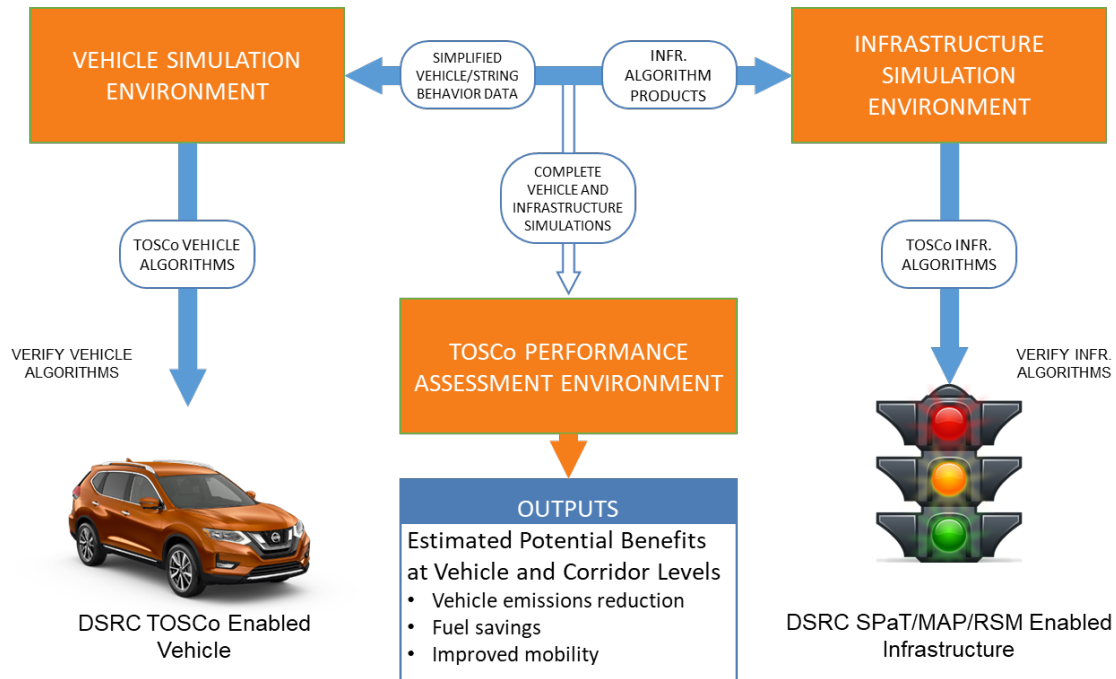 VEHICLE SIMULATION
ENVIRONMENT
SIMPLIFIED
VEHICLE/STRING
BEHAVIOR DATA
INFR.
ALGORITHM
PRODUCTS
INFRASTRUCTURE
SIMULATION
ENVIRONMENT
COMPLETE
VEHICLE AND
INFRASTRUCTURE
SIMULATIONS
TOSCo VEHICLE
ALGORITHMS
TOSCo INFR.
ALGORITHMS
VERIFY VEHICLE
ALGORITHMS
TOSCo PERFORMANCE
ASSESSMENT ENVIRONMENT
VERIFY INFR.
ALGORITHMS
OUTPUTS
Estimated Potential Benefits
at Vehicle and Corridor Levels
• Vehicle emissions reduction
• Fuel savings
• Improved mobility
DSRC TOSCo Enabled
Vehicle
DSRC SPaT/MAP/RSM Enabled
Infrastructure